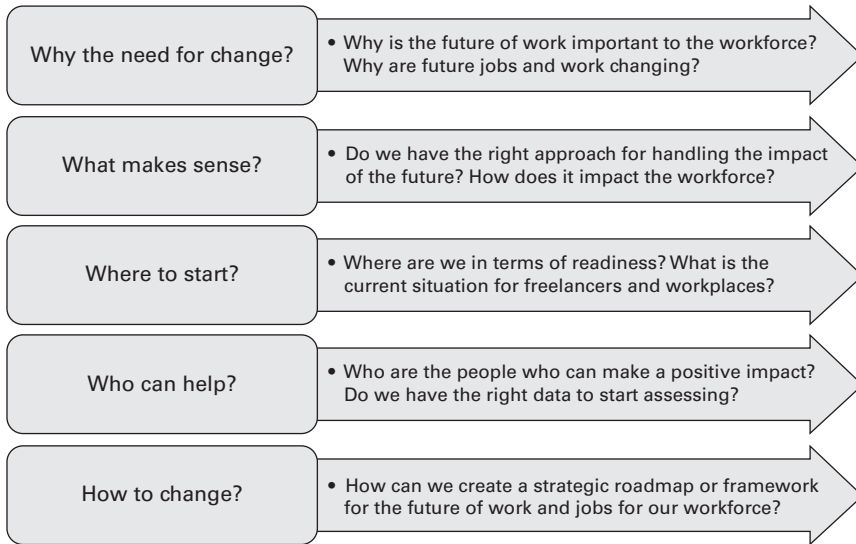 Why the need for change?
• Why is the future of work important to the workforce?
Why are future jobs and work changing?
What makes sense?
• Do we have the right approach for handling the impact
of the future? How does it impact the workforce?
Where to start?
• Where are we in terms of readiness? What is the
current situation for freelancers and workplaces?
Who can help?
• Who are the people who can make a positive impact?
Do we have the right data to start assessing?
How to change?
• How can we create a strategic roadmap or framework
for the future of work and jobs for our workforce?